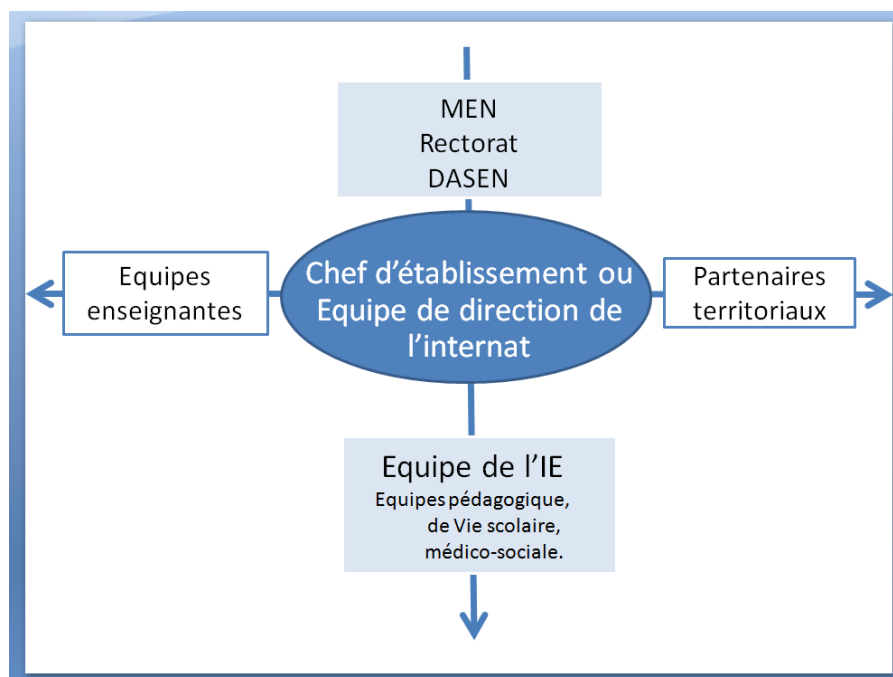 MEN
Rectorat
DASEN
Equipes
enseignantes
Chef d'établissement ou
Equipe de direction de
l'internat
Partenaires
territoriaux
Equipe de l'IE
Equipes pédagogique,
de Vie scolaire,
médico-sociale.